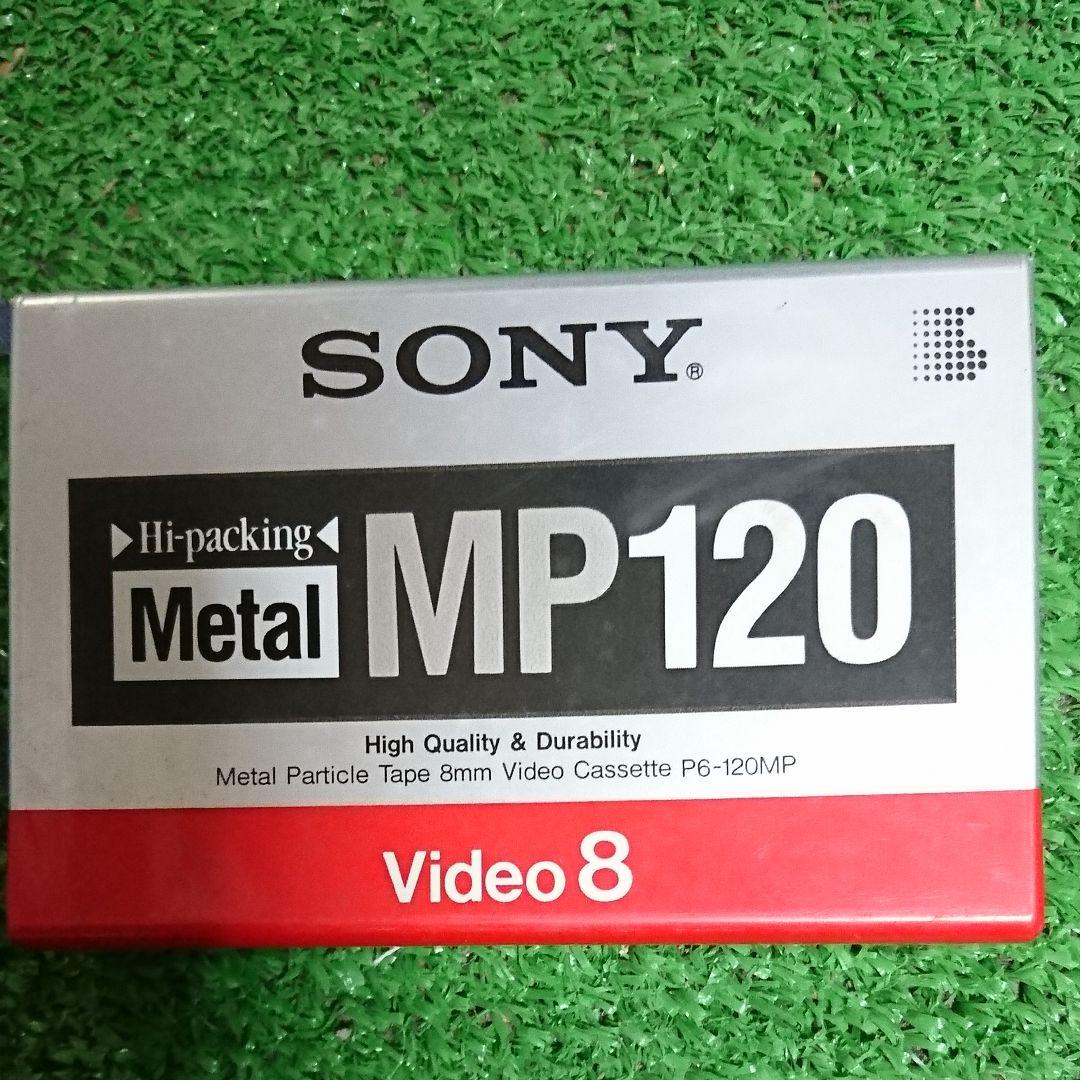 SONY®
Hi-packing
Metal
MP120
High Quality & Durability
Metal Particle Tape 8mm Video Cassette P6-120MP
Video 8